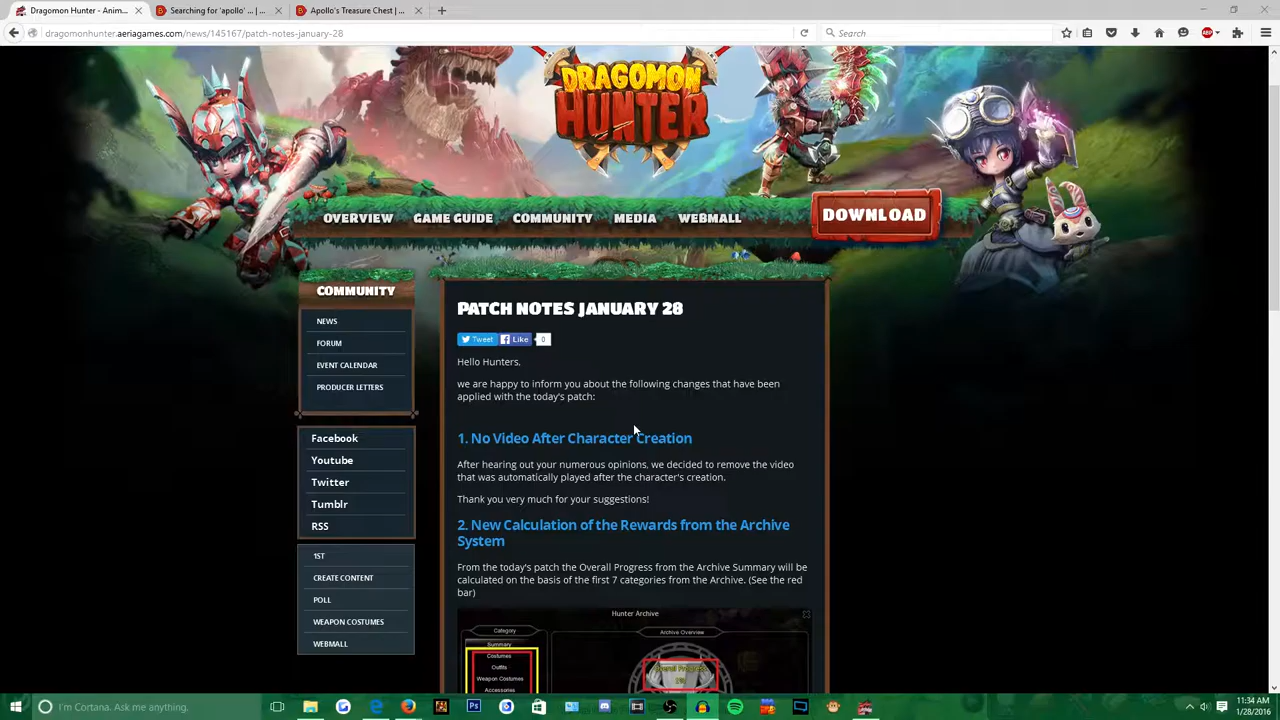 Dragomon Hunter - Anim...
Searching for 'apollo' ... | ...
Apollo's Treasure Chest | ...
dragomonhunter.aeriagames.com/news/145167/patch-notes-january-28
Search
ABP
DRAGOMON
HUNTER
OVERVIEW
GAME GUIDE
COMMUNITY
MEDIA
WEBMALL
DOWNLOAD
COMMUNITY
NEWS
FORUM
EVENT CALENDAR
PRODUCER LETTERS
Facebook
Youtube
Twitter
Tumblr
RSS
1ST
CREATE CONTENT
POLL
WEAPON COSTUMES
WEBMALL
PATCH NOTES JANUARY 28
Tweet
Like
0
Hello Hunters,
we are happy to inform you about the following changes that have been
applied with the today's patch:
1. No Video After Character Creation
After hearing out your numerous opinions, we decided to remove the video
that was automatically played after the character's creation.
Thank you very much for your suggestions!
2. New Calculation of the Rewards from the Archive
System
From the today's patch the Overall Progress from the Archive Summary will be
calculated on the basis of the first 7 categories from the Archive. (See the red
bar)
Hunter Archive
Category
Archive Overview
Summary
Costumes
Outfits
Weapon Costumes
Accessories
Overall Progress
I'm Cortana. Ask me anything.
Ps
11:34 AM
1/28/2016